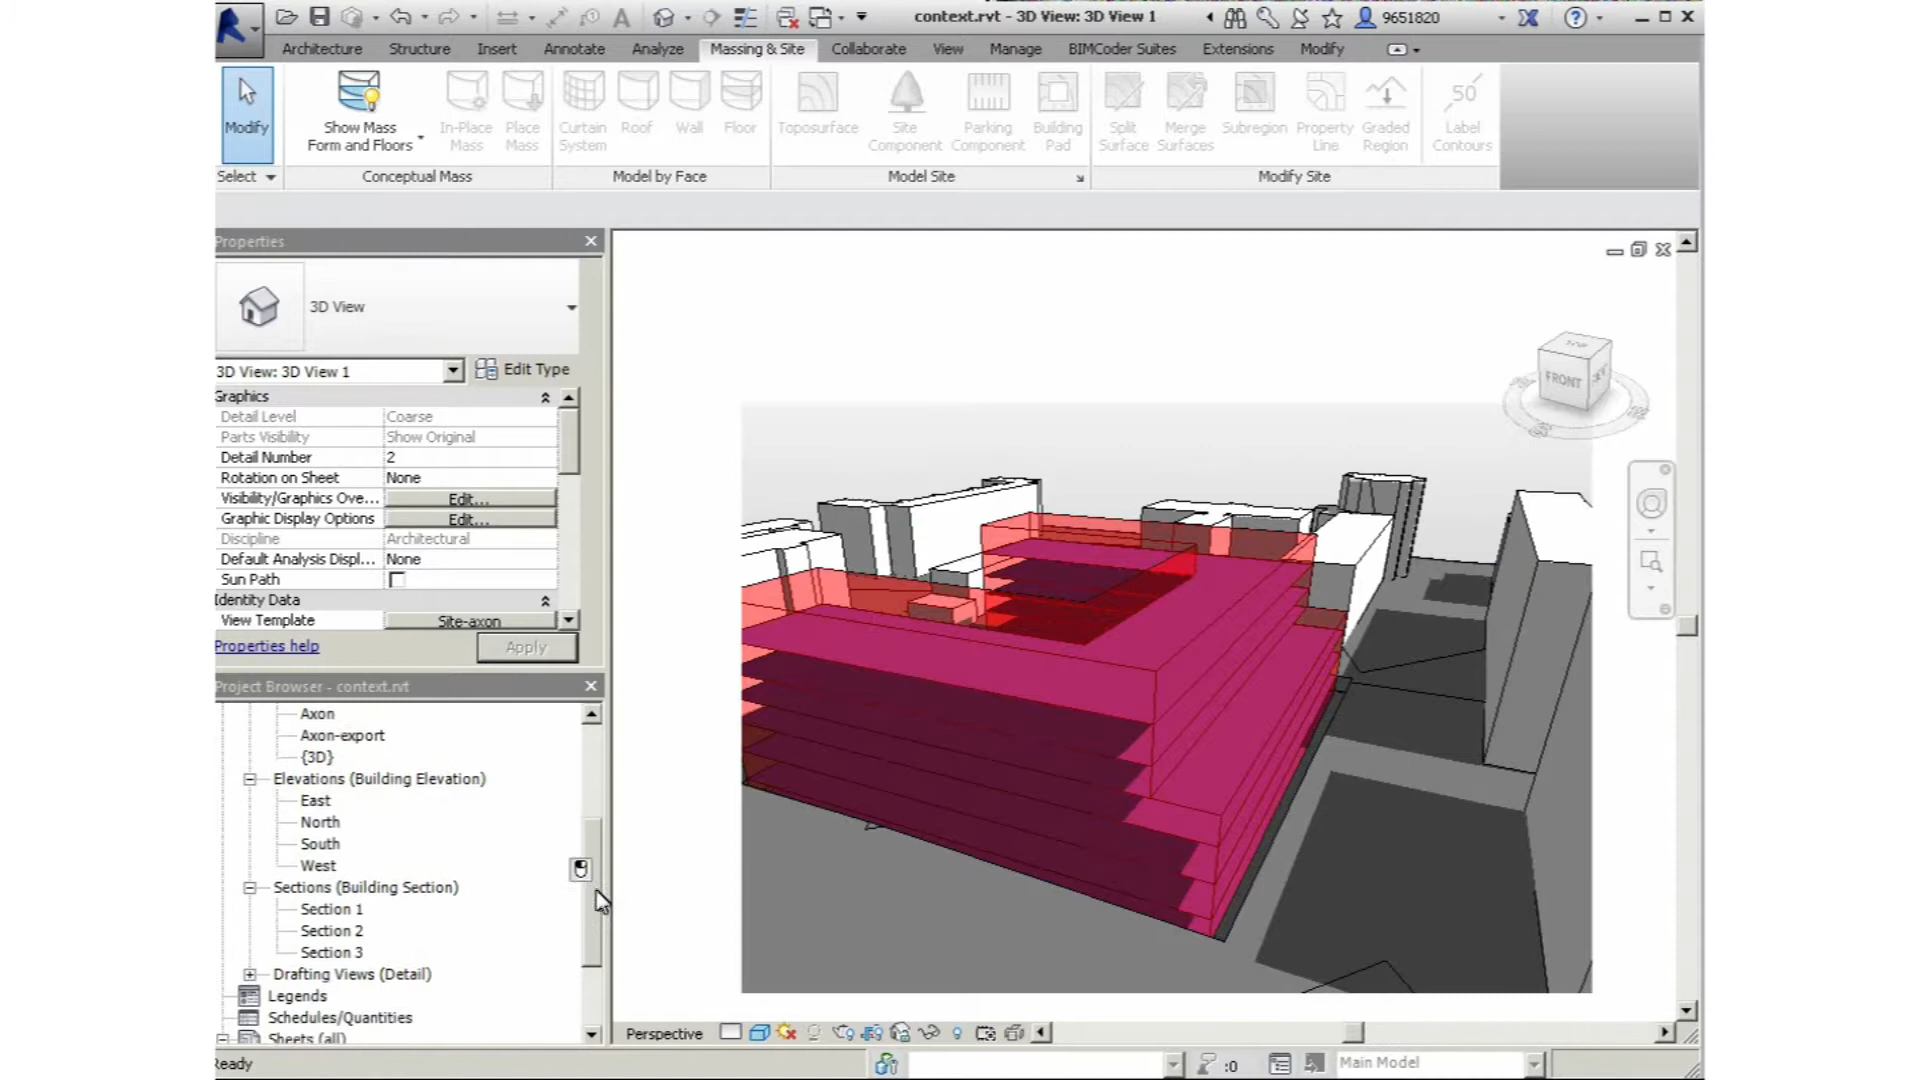 context.rvt - 3D View: 3D View 1
9651820
Architecture Structure Insert Annotate Analyze Massing & Site Collaborate View Manage BIMCoder Suites Extensions Modify
Modify
Show Mass Form and Floors
In-Place Mass
Place Mass
Curtain System
Roof
Wall
Floor
Toposurface
Site Component
Parking Component
Building Pad
Split Surface
Merge Surfaces
Subregion
Property Line
Graded Region
50
Label Contours
Select
Conceptual Mass
Model by Face
Model Site
Modify Site
Properties
3D View
3D View: 3D View 1
Edit Type
Graphics
Detail Level Coarse
Parts Visibility Show Original
Detail Number 2
Rotation on Sheet None
Visibility/Graphics Ove... Edit...
Graphic Display Options Edit...
Discipline Architectural
Default Analysis Displ... None
Sun Path
Identity Data
View Template Site-axon
Properties help
Apply
Project Browser - context.rvt
Axon
Axon-export
{3D}
Elevations (Building Elevation)
East
North
South
West
Sections (Building Section)
Section 1
Section 2
Section 3
Drafting Views (Detail)
Legends
Schedules/Quantities
Sheets (all)
TOP
FRONT
Perspective
Ready
:0
Main Model